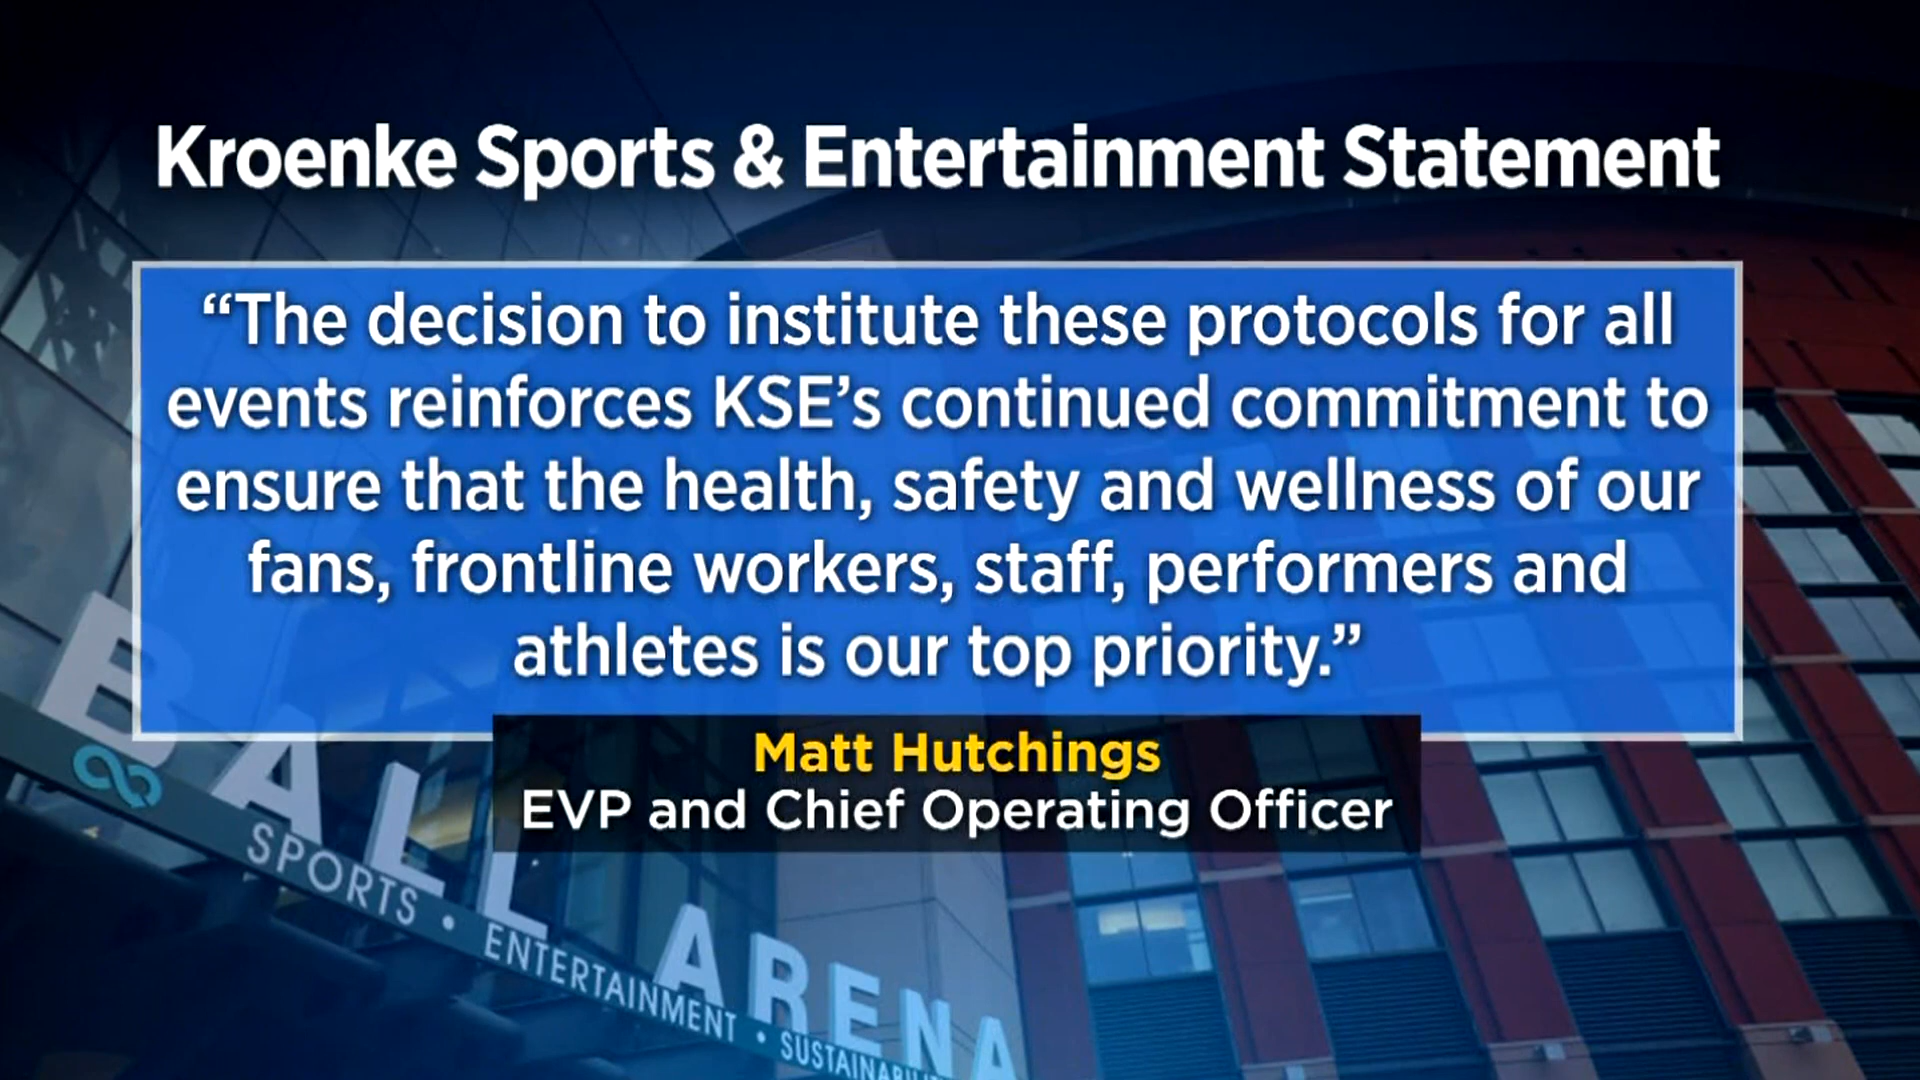 Kroenke Sports & Entertainment Statement
“The decision to institute these protocols for all
events reinforces KSE’s continued commitment to
ensure that the health, safety and wellness of our
fans, frontline workers, staff, performers and
athletes is our top priority.”
Matt Hutchings
EVP and Chief Operating Officer
BALL ARENA
SPORTS • ENTERTAINMENT •